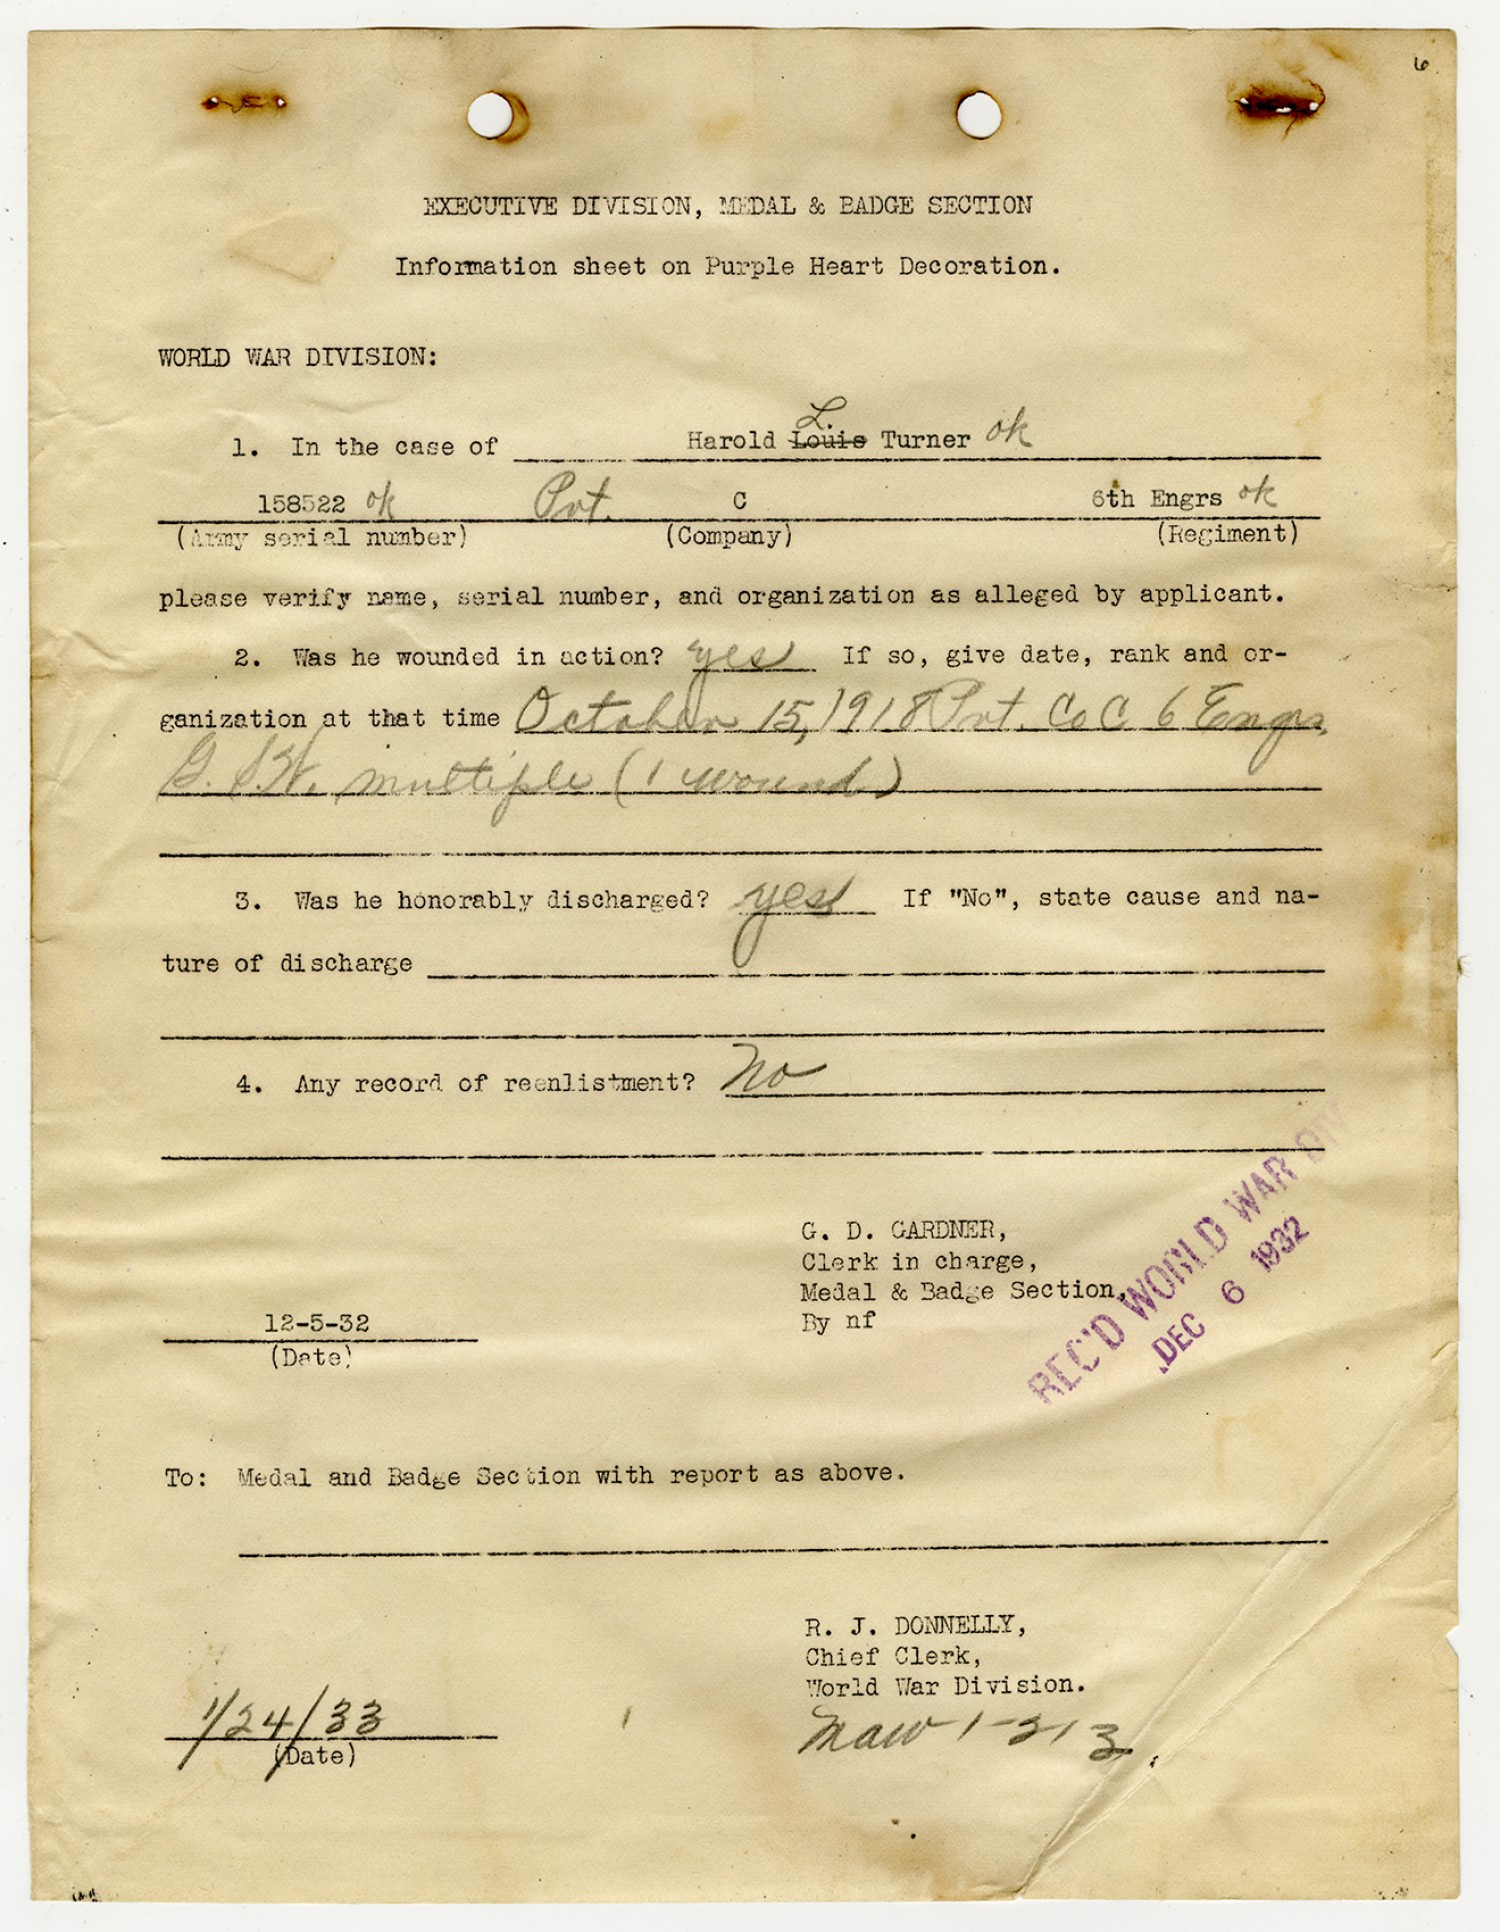 6
EXECUTIVE DIVISION, MEDAL & BADGE SECTION
Information sheet on Purple Heart Decoration.
WORLD WAR DIVISION:
L.
1. In the case of Harold Louis Turner ok
158522 ok Pvt. C 6th Engrs ok
(Army serial number) (Company) (Regiment)
please verify name, serial number, and organization as alleged by applicant.
2. Was he wounded in action? yes If so, give date, rank and or-
ganization at that time October 15, 1918 Pvt. Co C 6 Engrs.
G.S.W. multiple (1 wound)
3. Was he honorably discharged? yes If "No", state cause and na-
ture of discharge
4. Any record of reenlistment? No
G. D. GARDNER,
Clerk in charge,
Medal & Badge Section,
By nf
12-5-32
(Date)
REC'D WORLD WAR DIV
DEC 6 1932
To: Medal and Badge Section with report as above.
R. J. DONNELLY,
Chief Clerk,
World War Division.
1/24/33
(Date)